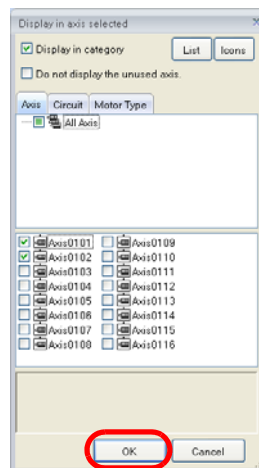 Display in axis selected
Display in category List Icons
Do not display the unused axis.
Axis Circuit Motor Type
All Axis
Axis0101 Axis0109
Axis0102 Axis0110
Axis0103 Axis0111
Axis0104 Axis0112
Axis0105 Axis0113
Axis0106 Axis0114
Axis0107 Axis0115
Axis0108 Axis0116
OK Cancel